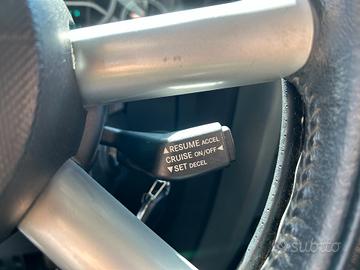 ▲RESUME ACCEL
CRUISE ON/OFF◄
▼SET DECEL
subito